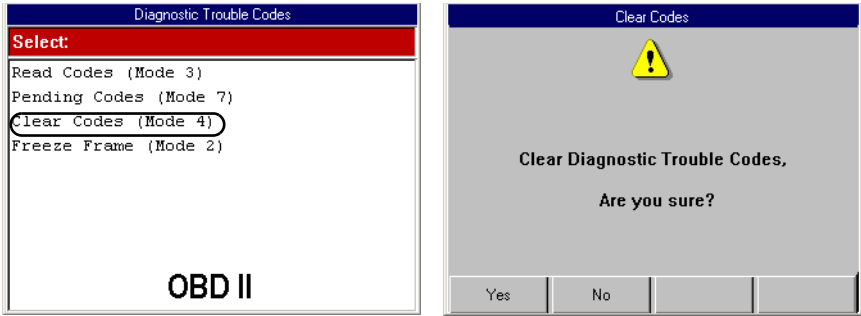 Diagnostic Trouble Codes
Select:
Read Codes (Mode 3)
Pending Codes (Mode 7)
Clear Codes (Mode 4)
Freeze Frame (Mode 2)
OBD II
Clear Codes
Clear Diagnostic Trouble Codes,
Are you sure?
Yes No